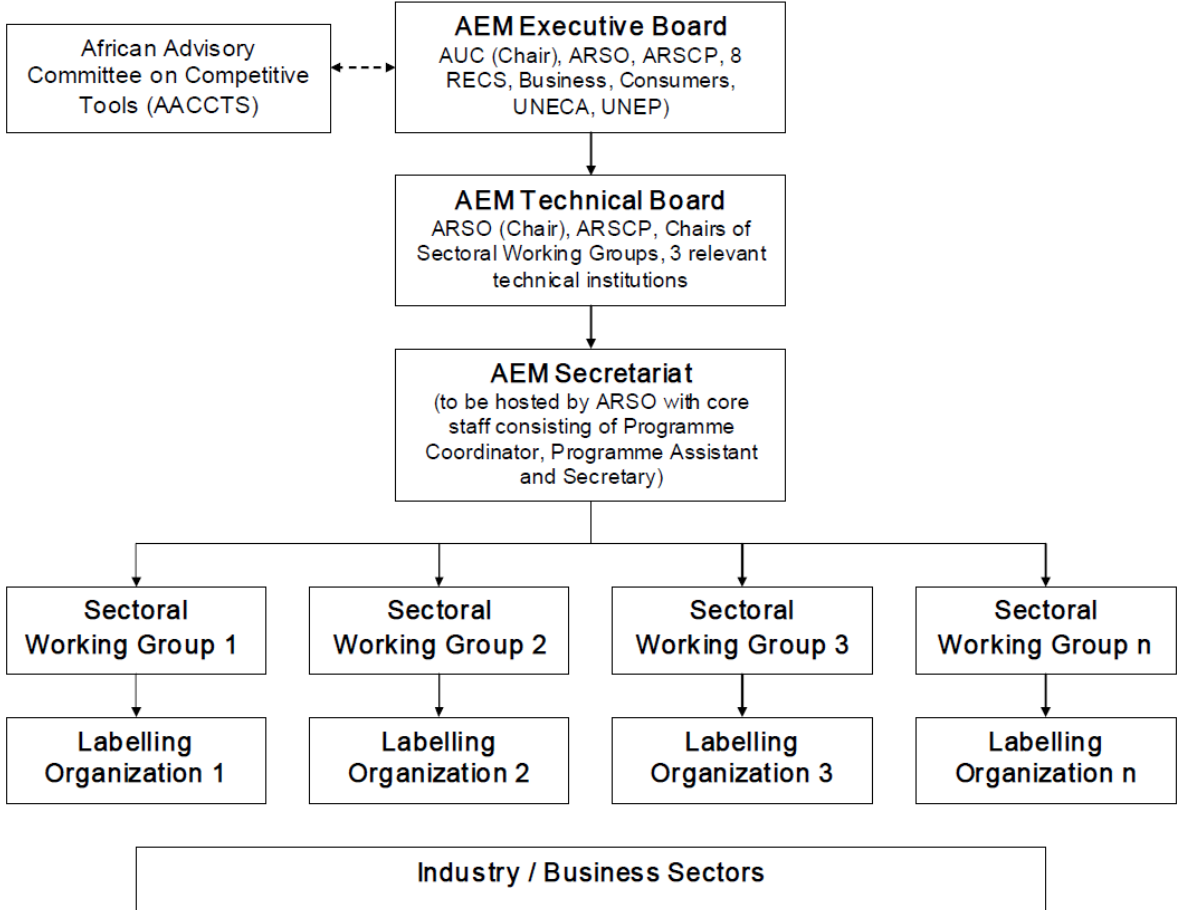 African Advisory
Committee on Competitive
Tools (AACCTS)
AEM Executive Board
AUC (Chair), ARSO, ARSCP, 8
RECS, Business, Consumers,
UNECA, UNEP)
AEM Technical Board
ARSO (Chair), ARSCP, Chairs of
Sectoral Working Groups, 3 relevant
technical institutions
AEM Secretariat
(to be hosted by ARSO with core
staff consisting of Programme
Coordinator, Programme Assistant
and Secretary)
Sectoral
Working Group 1
Sectoral
Working Group 2
Sectoral
Working Group 3
Sectoral
Working Group n
Labelling
Organization 1
Labelling
Organization 2
Labelling
Organization 3
Labelling
Organization n
Industry / Business Sectors